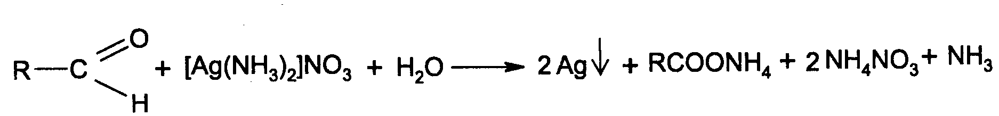 R—C(=O)H + [Ag(NH₃)₂]NO₃ + H₂O ⟶ 2 Ag↓ + RCOONH₄ + 2 NH₄NO₃ + NH₃